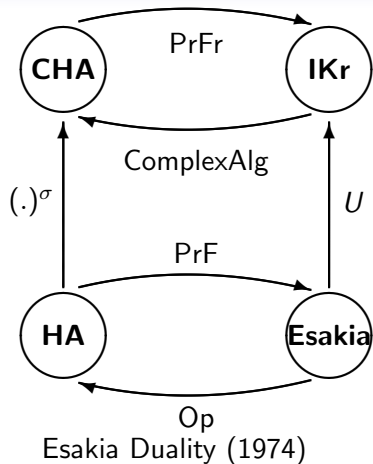 PrFr
CHA
IKr
ComplexAlg
(.)σ
U
PrF
HA
Esakia
Op
Esakia Duality (1974)